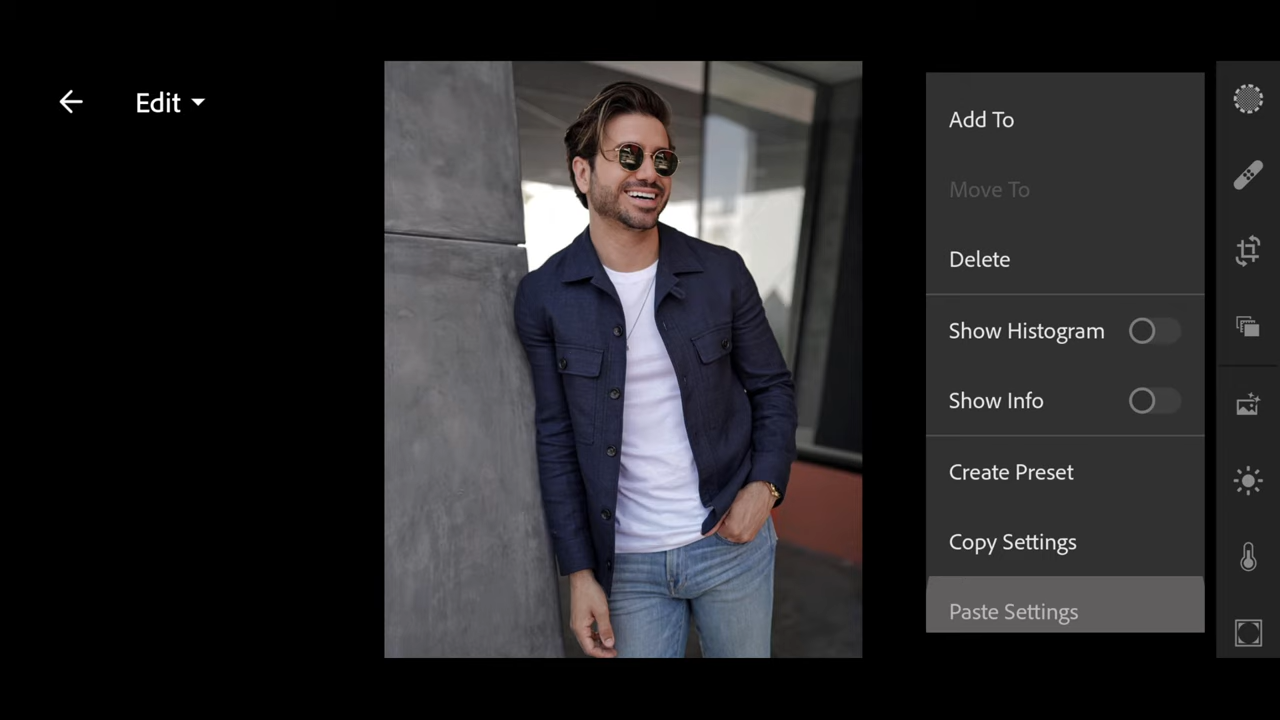 Edit
Add To
Move To
Delete
Show Histogram
Show Info
Create Preset
Copy Settings
Paste Settings